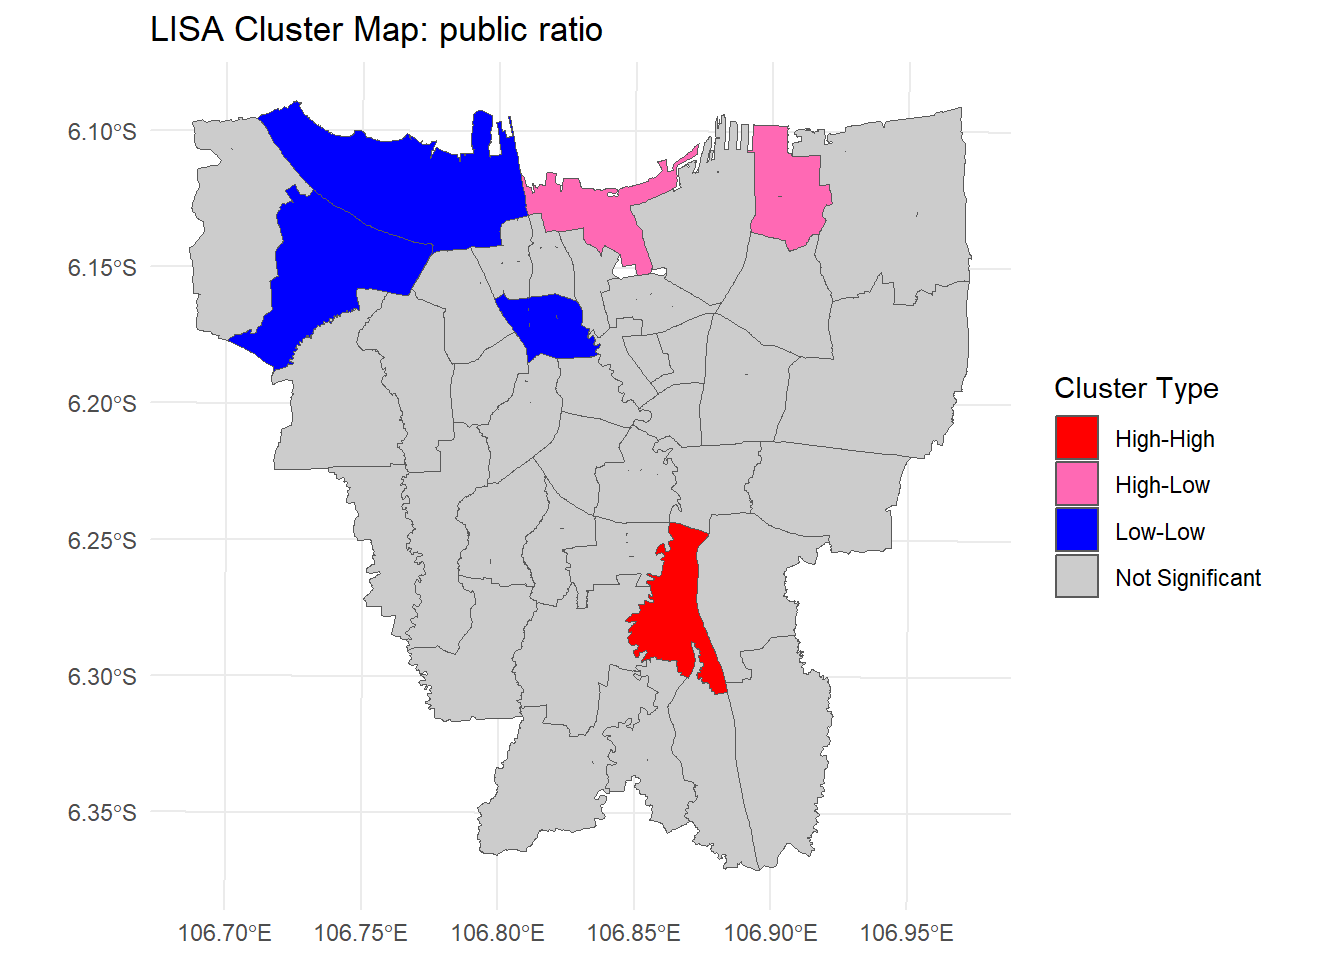 LISA Cluster Map: public ratio
6.10°S
6.15°S
6.20°S
6.25°S
6.30°S
6.35°S
106.70°E
106.75°E
106.80°E
106.85°E
106.90°E
106.95°E
Cluster Type
High-High
High-Low
Low-Low
Not Significant